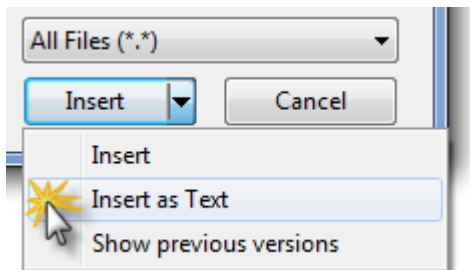 All Files (*.*)
Insert Cancel
Insert
Insert as Text
Show previous versions